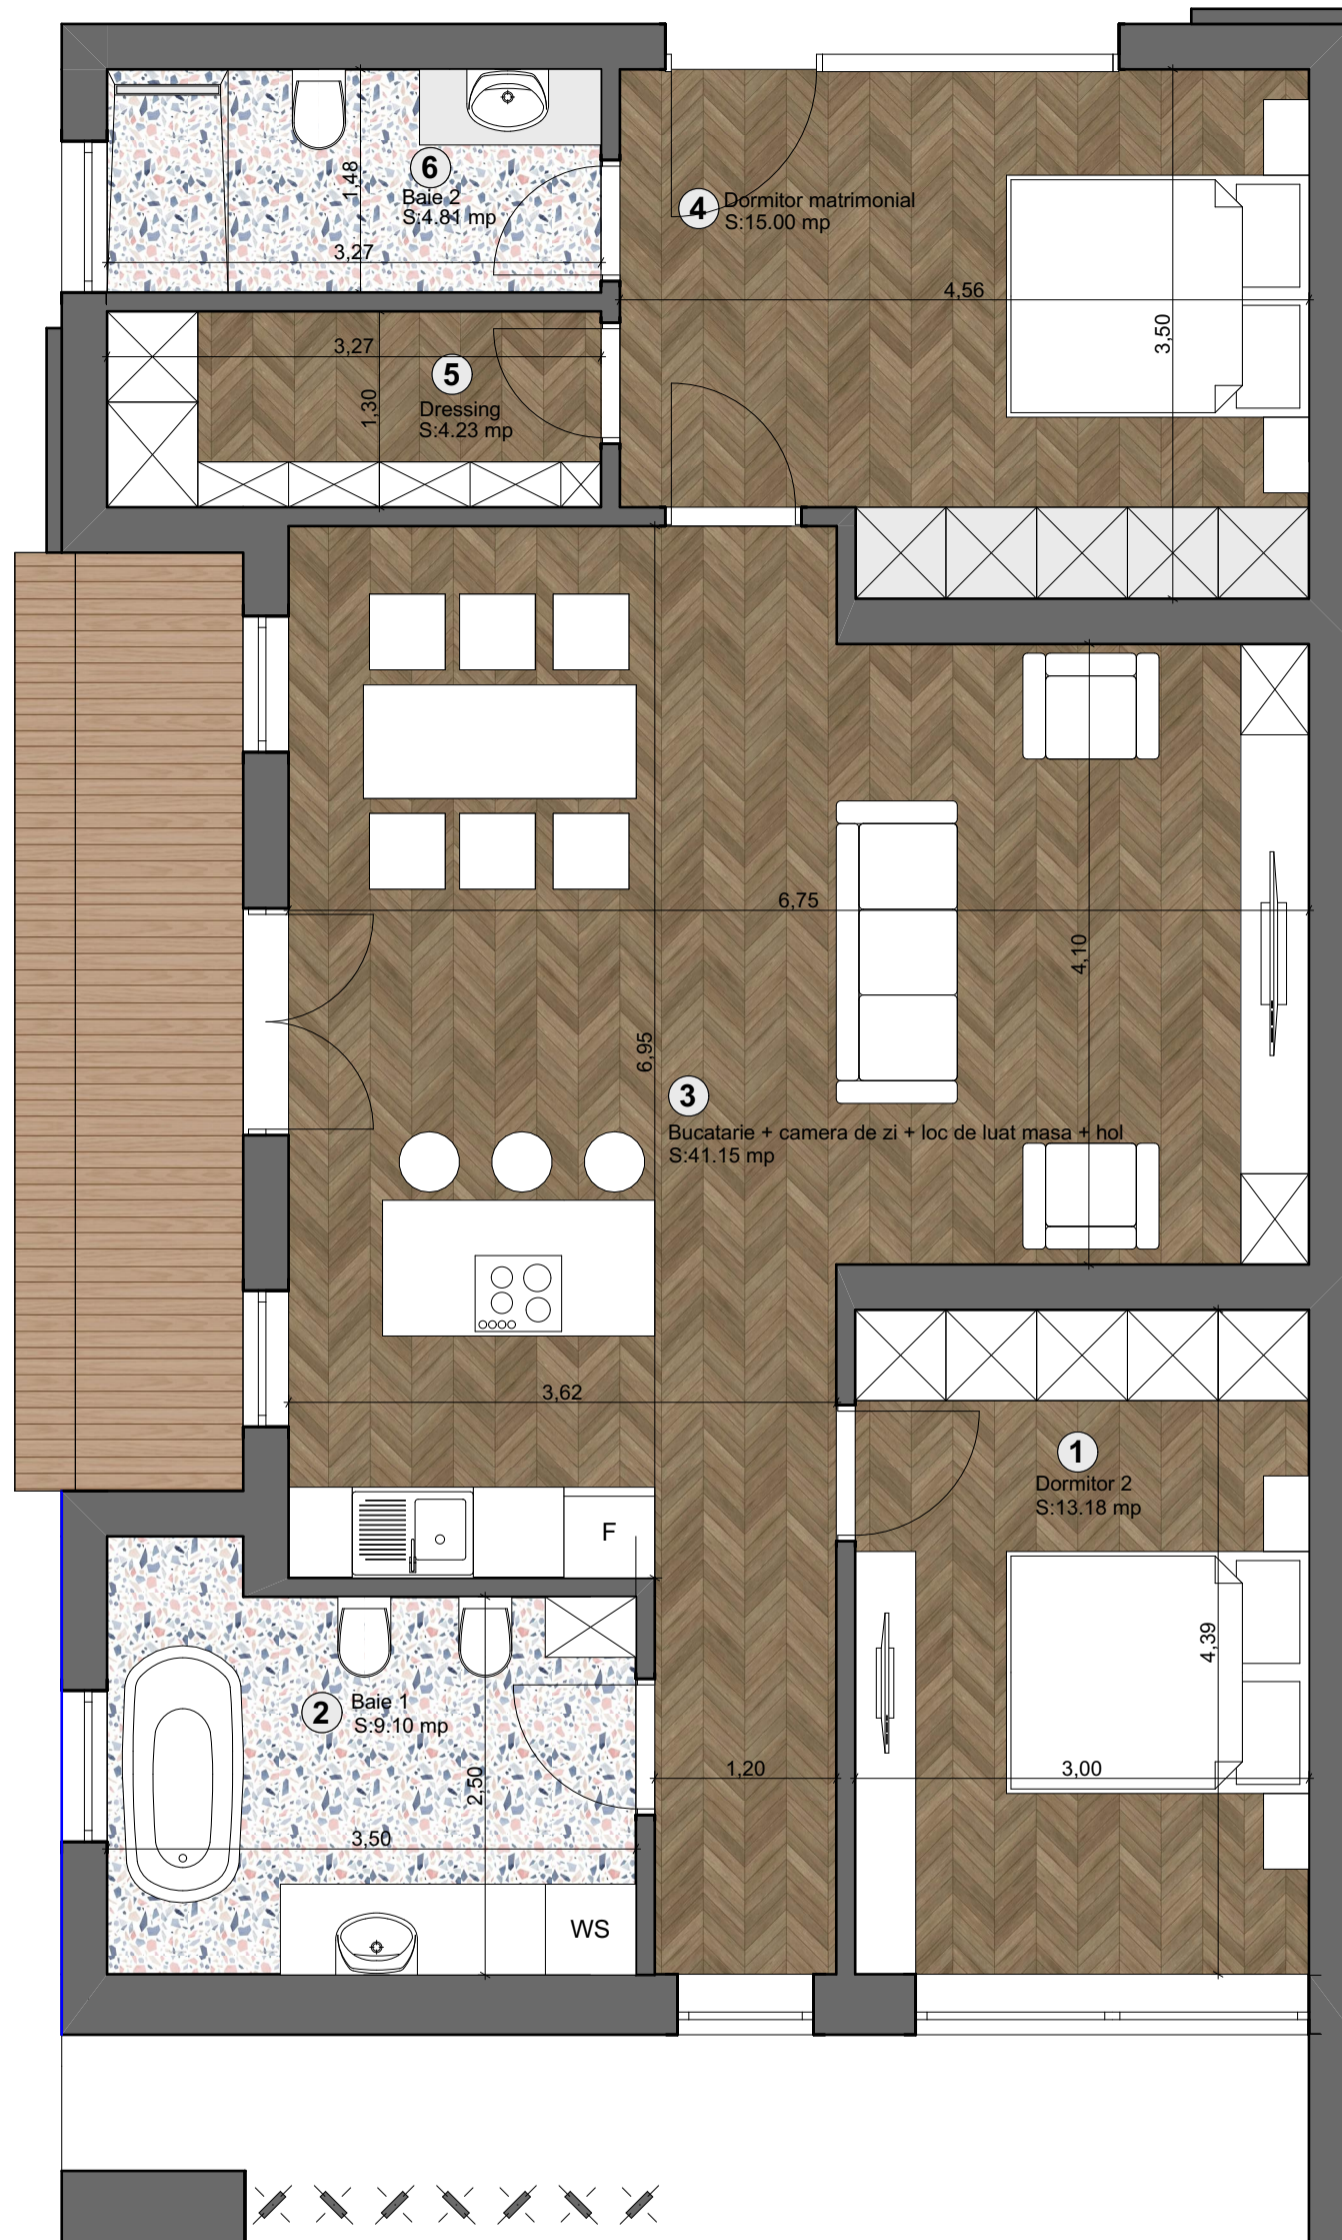 6
Baie 2
S:4.81 mp
1,48
3,27
4
Dormitor matrimonial
S:15.00 mp
4,56
3,50
3,27
5
Dressing
S:4.23 mp
1,30
6,75
4,10
6,95
3
Bucatarie + camera de zi + loc de luat masa + hol
S:41.15 mp
3,62
1
Dormitor 2
S:13.18 mp
F
4,39
2
Baie 1
S:9.10 mp
2,50
1,20
3,00
3,50
WS